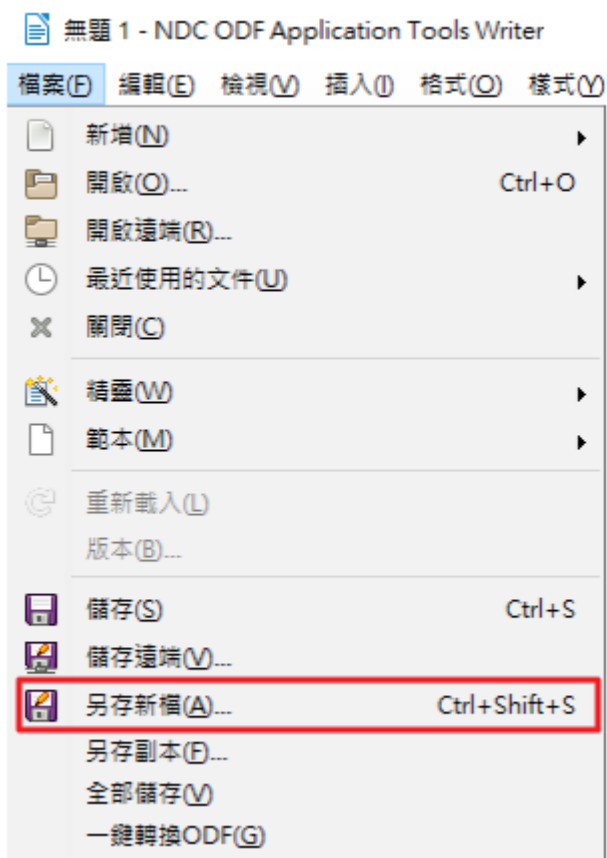 無題 1 - NDC ODF Application Tools Writer
檔案(F) 編輯(E) 檢視(V) 插入(I) 格式(O) 樣式(Y)
新增(N)
開啟(O)... Ctrl+O
開啟遠端(R)...
最近使用的文件(U)
關閉(C)
精靈(W)
範本(M)
重新載入(L)
版本(B)...
儲存(S) Ctrl+S
儲存遠端(V)...
另存新檔(A)... Ctrl+Shift+S
另存副本(F)...
全部儲存(V)
一鍵轉換ODF(G)